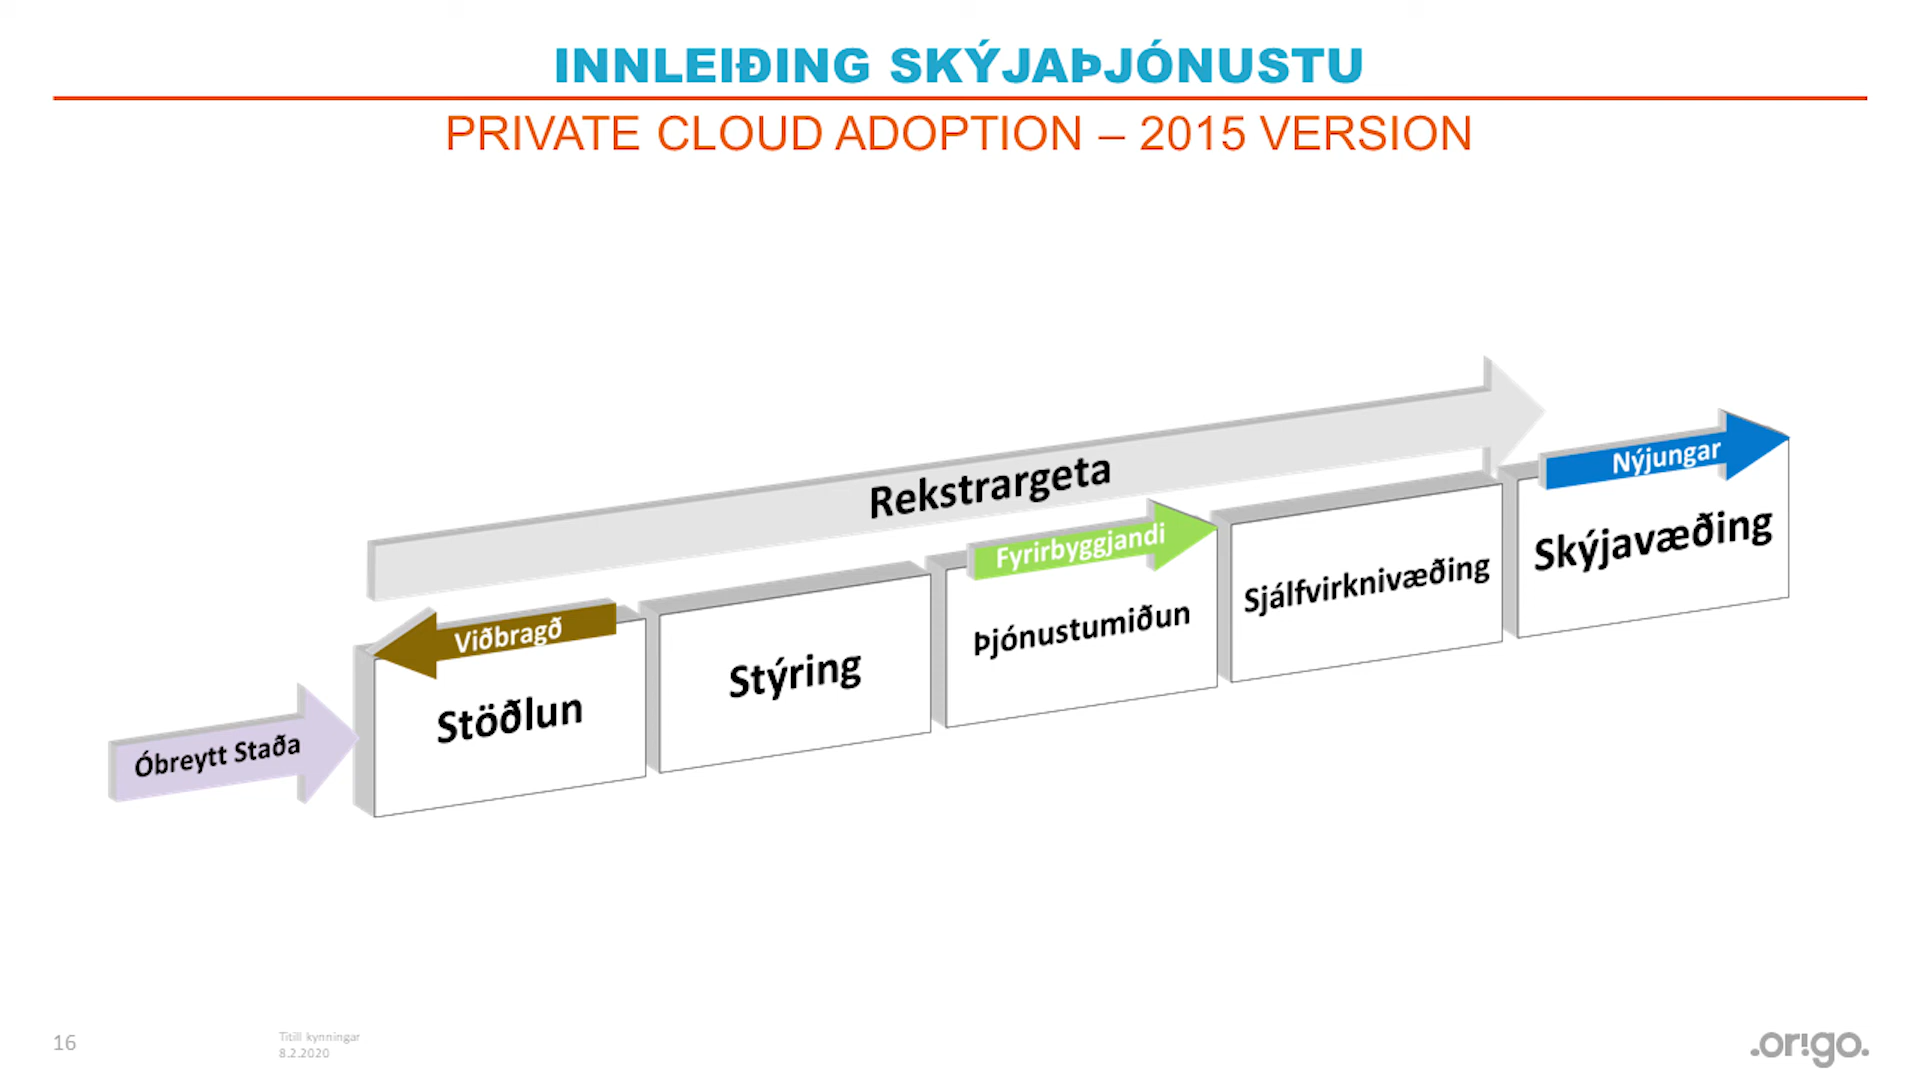 INNLEIÐING SKÝJAÞJÓNUSTU
PRIVATE CLOUD ADOPTION – 2015 VERSION
Rekstrargeta
Nýjungar
Fyrirbyggjandi
Viðbragð
Óbreytt Staða
Stöðlun
Stýring
Þjónustumiðun
Sjálfvirknivæðing
Skýjavæðing
16
Titill kynningar
8.2.2020
.or!go.